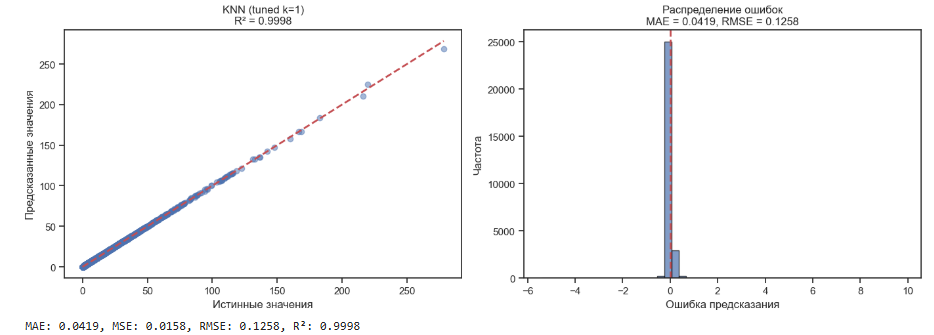 KNN (tuned k=1)
R² = 0.9998
Предсказанные значения
250
200
150
100
50
0
0 50 100 150 200 250
Истинные значения
Распределение ошибок
MAE = 0.0419, RMSE = 0.1258
Частота
25000
20000
15000
10000
5000
0
−6 −4 −2 0 2 4 6 8 10
Ошибка предсказания
MAE: 0.0419, MSE: 0.0158, RMSE: 0.1258, R²: 0.9998